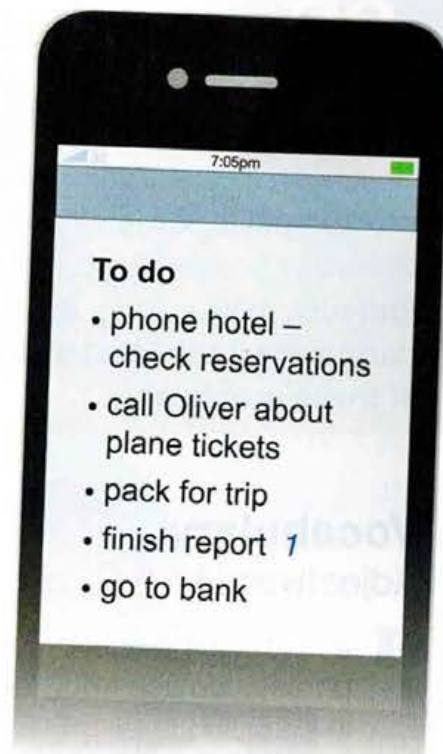 7:05pm
To do
• phone hotel –
check reservations
• call Oliver about
plane tickets
• pack for trip
• finish report 1
• go to bank